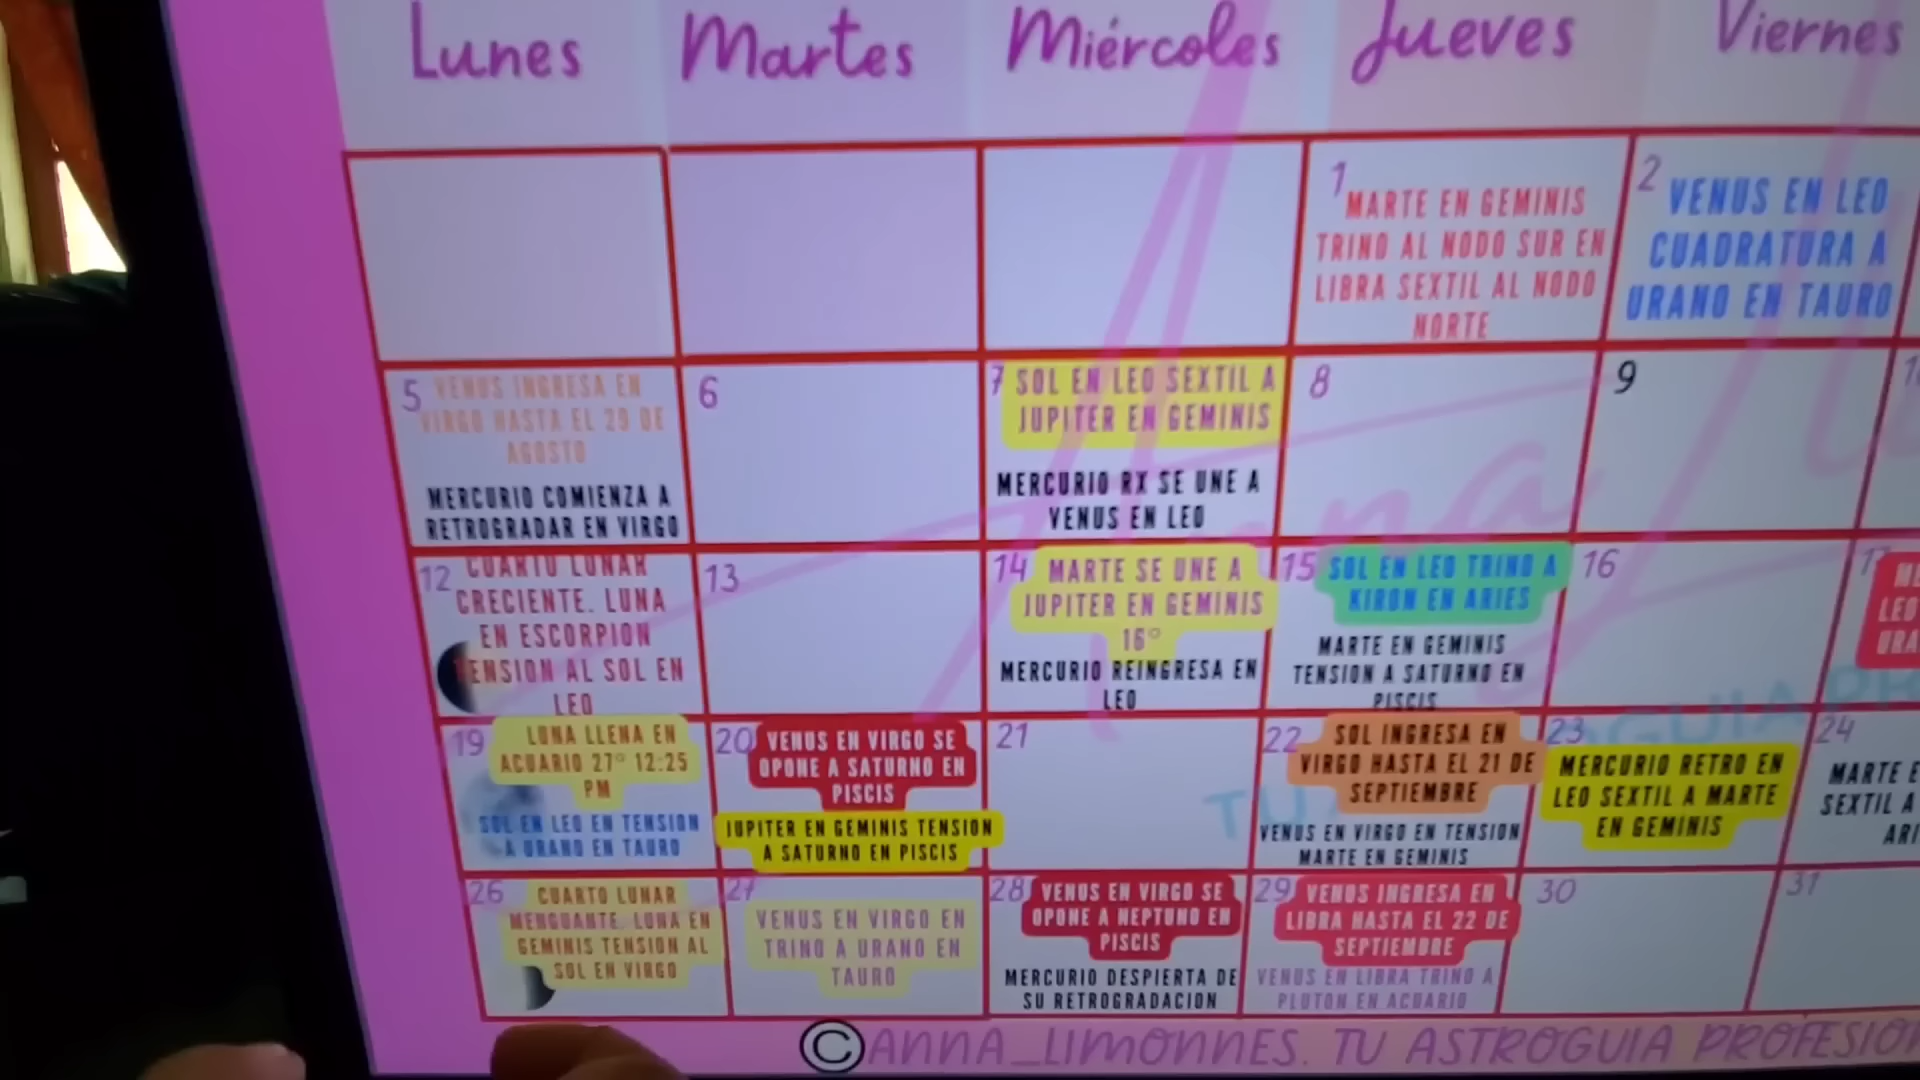 Lunes
Martes
Miércoles
Jueves
Viernes
1
MARTE EN GEMINIS
TRINO AL NODO SUR EN
LIBRA SEXTIL AL NODO
NORTE
2
VENUS EN LEO
CUADRATURA A
URANO EN TAURO
5
VENUS INGRESA EN
VIRGO HASTA EL 29 DE
AGOSTO
MERCURIO COMIENZA A
RETROGRADAR EN VIRGO
6
7
SOL EN LEO SEXTIL A
JUPITER EN GEMINIS
MERCURIO RX SE UNE A
VENUS EN LEO
8
9
12
CUARTO LUNAR
CRECIENTE. LUNA
EN ESCORPION
TENSION AL SOL EN
LEO
13
14
MARTE SE UNE A
JUPITER EN GEMINIS
16°
MERCURIO REINGRESA EN
LEO
15
SOL EN LEO TRINO A
KIRON EN ARIES
MARTE EN GEMINIS
TENSION A SATURNO EN
PISCIS
16
LEO
19
LUNA LLENA EN
ACUARIO 27° 12:25
PM
SOL EN LEO EN TENSION
A URANO EN TAURO
20
VENUS EN VIRGO SE
OPONE A SATURNO EN
PISCIS
JUPITER EN GEMINIS TENSION
A SATURNO EN PISCIS
21
22
SOL INGRESA EN
VIRGO HASTA EL 21 DE
SEPTIEMBRE
VENUS EN VIRGO EN TENSION
MARTE EN GEMINIS
23
MERCURIO RETRO EN
LEO SEXTIL A MARTE
EN GEMINIS
24
MARTE E
SEXTIL A
ARI
26
CUARTO LUNAR
MENGUANTE. LUNA EN
GEMINIS TENSION AL
SOL EN VIRGO
27
VENUS EN VIRGO EN
TRINO A URANO EN
TAURO
28
VENUS EN VIRGO SE
OPONE A NEPTUNO EN
PISCIS
MERCURIO DESPIERTA DE
SU RETROGRADACION
29
VENUS INGRESA EN
LIBRA HASTA EL 22 DE
SEPTIEMBRE
VENUS EN LIBRA TRINO A
PLUTON EN ACUARIO
30
31
©ANNA_LIMONNES. TU ASTROGUIA PROFESION